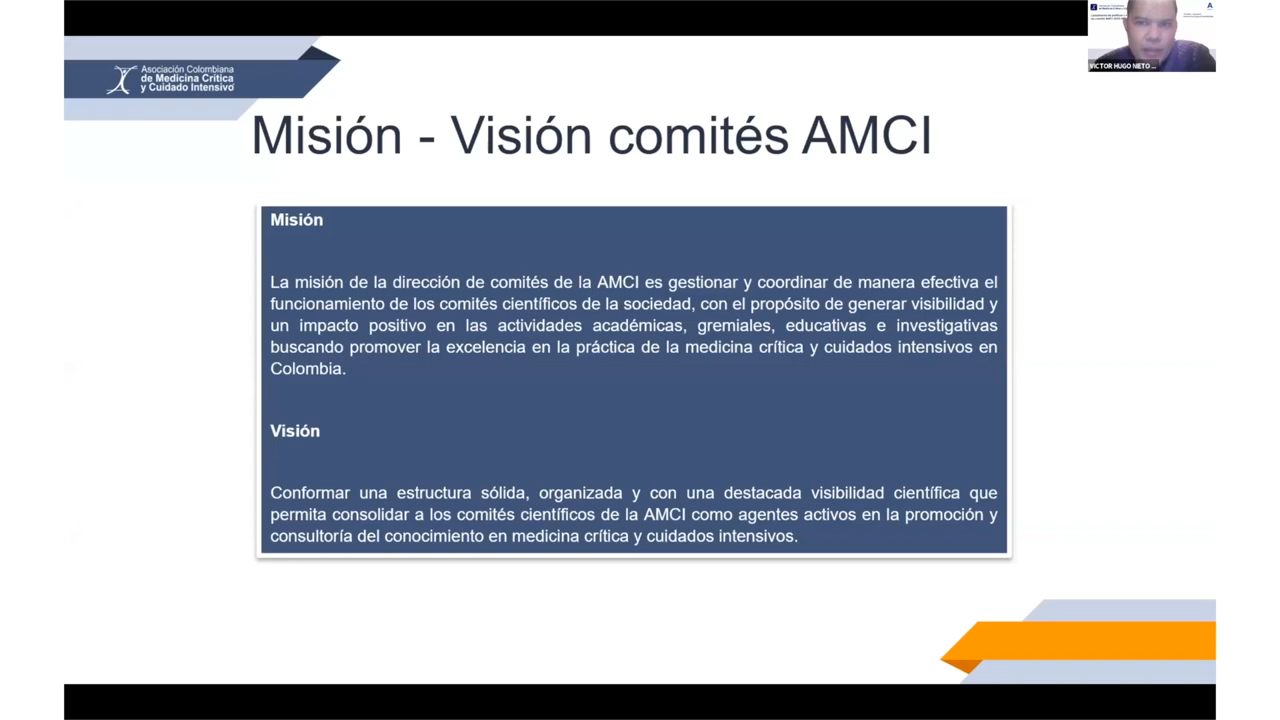 Asociación Colombiana
de Medicina Crítica
y Cuidado Intensivo
VICTOR HUGO NIETO ...
Misión - Visión comités AMCI
Misión
La misión de la dirección de comités de la AMCI es gestionar y coordinar de manera efectiva el
funcionamiento de los comités científicos de la sociedad, con el propósito de generar visibilidad y
un impacto positivo en las actividades académicas, gremiales, educativas e investigativas
buscando promover la excelencia en la práctica de la medicina crítica y cuidados intensivos en
Colombia.
Visión
Conformar una estructura sólida, organizada y con una destacada visibilidad científica que
permita consolidar a los comités científicos de la AMCI como agentes activos en la promoción y
consultoría del conocimiento en medicina crítica y cuidados intensivos.